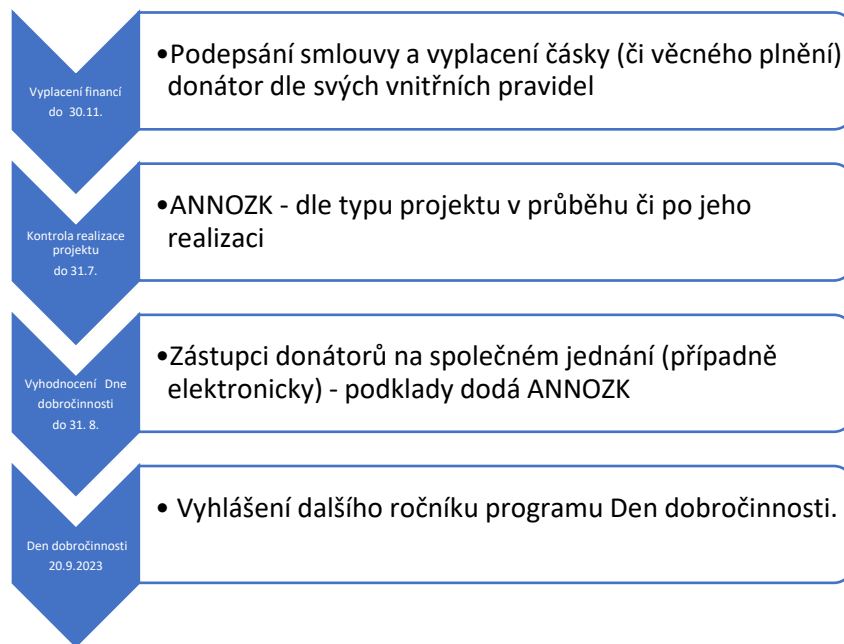 Vyplacení financí
do 30.11.
•Podepsání smlouvy a vyplacení čásky (či věcného plnění)
donátor dle svých vnitřních pravidel
Kontrola realizace
projektu
do 31.7.
•ANNOZK - dle typu projektu v průběhu či po jeho
realizaci
Vyhodnocení Dne
dobročinnosti
do 31. 8.
•Zástupci donátorů na společném jednání (případně
elektronicky) - podklady dodá ANNOZK
Den dobročinnosti
20.9.2023
• Vyhlášení dalšího ročníku programu Den dobročinnosti.